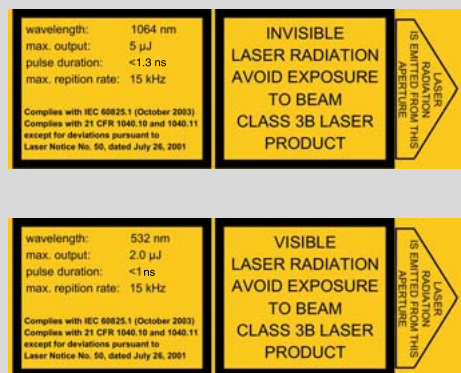 wavelength: 1064 nm
max. output: 5 µJ
pulse duration: <1.3 ns
max. repition rate: 15 kHz
Complies with IEC 60825.1 (October 2003)
Complies with 21 CFR 1040.10 and 1040.11
except for deviations pursuant to
Laser Notice No. 50, dated July 26, 2001
INVISIBLE
LASER RADIATION
AVOID EXPOSURE
TO BEAM
CLASS 3B LASER
PRODUCT
LASER
RADIATION
IS EMITTED FROM THIS
APERTURE
wavelength: 532 nm
max. output: 2.0 µJ
pulse duration: <1 ns
max. repition rate: 15 kHz
Complies with IEC 60825.1 (October 2003)
Complies with 21 CFR 1040.10 and 1040.11
except for deviations pursuant to
Laser Notice No. 50, dated July 26, 2001
VISIBLE
LASER RADIATION
AVOID EXPOSURE
TO BEAM
CLASS 3B LASER
PRODUCT
LASER
RADIATION
IS EMITTED FROM THIS
APERTURE